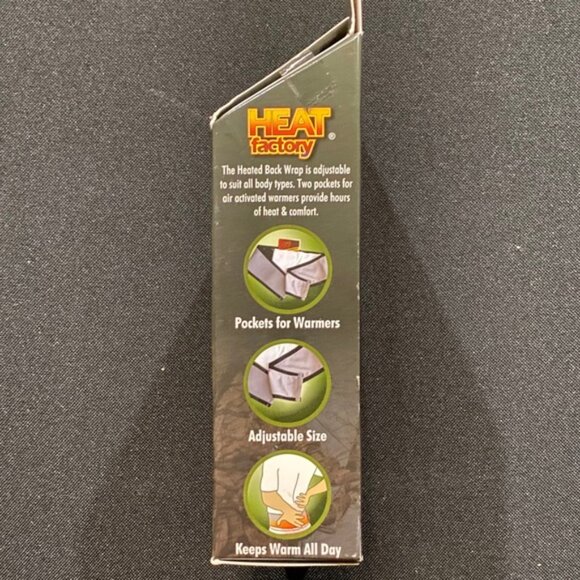 HEAT
factory®
The Heated Back Wrap is adjustable
to suit all body types. Two pockets for
air activated warmers provide hours
of heat & comfort.
Pockets for Warmers
Adjustable Size
Keeps Warm All Day